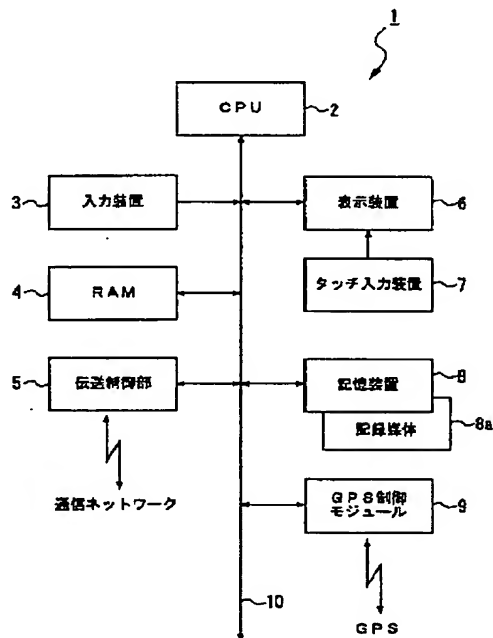 1
CPU
2
3
入力装置
表示装置
6
4
RAM
タッチ入力装置
7
5
伝送制御部
記憶装置
8
記録媒体
8a
通信ネットワーク
GPS制御
モジュール
9
10
GPS